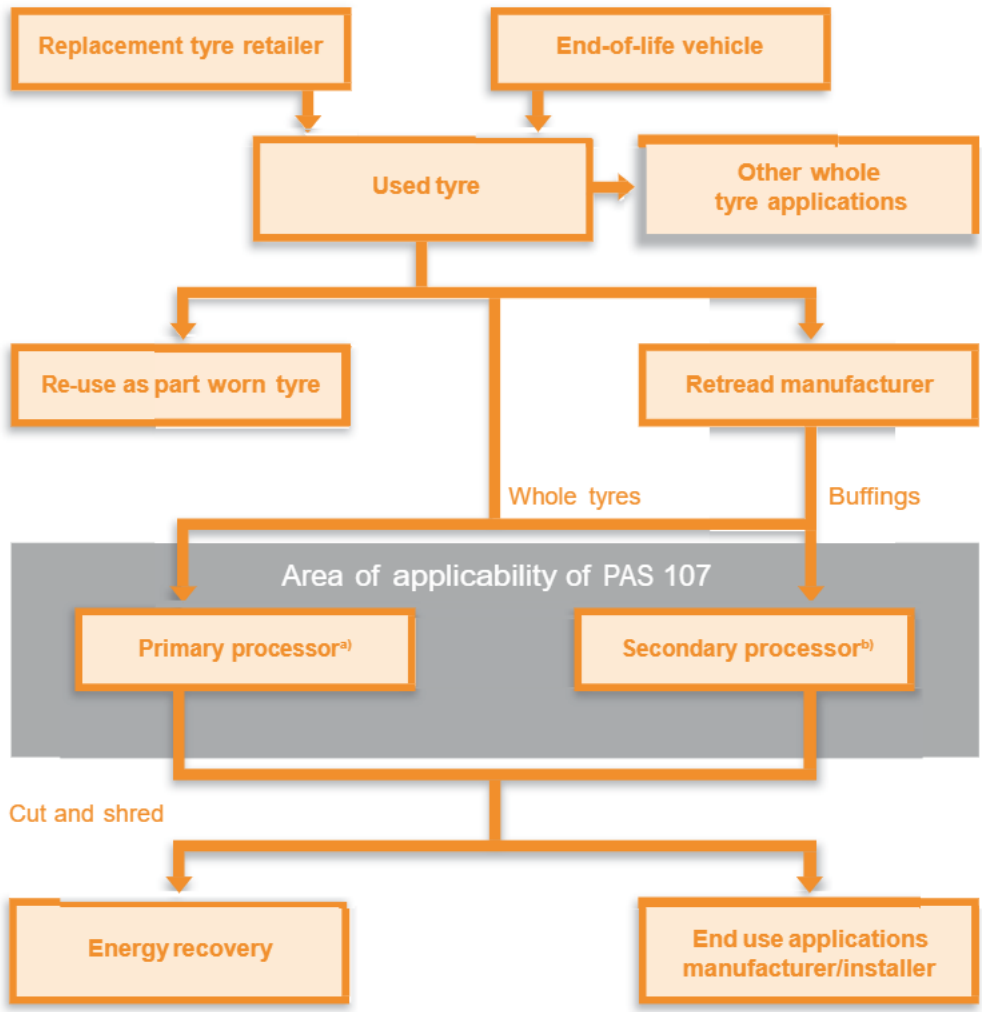 Replacement tyre retailer
End-of-life vehicle
Used tyre
Other whole
tyre applications
Re-use as part worn tyre
Retread manufacturer
Whole tyres
Buffings
Area of applicability of PAS 107
Primary processorᵃ⁾
Secondary processorᵇ⁾
Cut and shred
Energy recovery
End use applications
manufacturer/installer